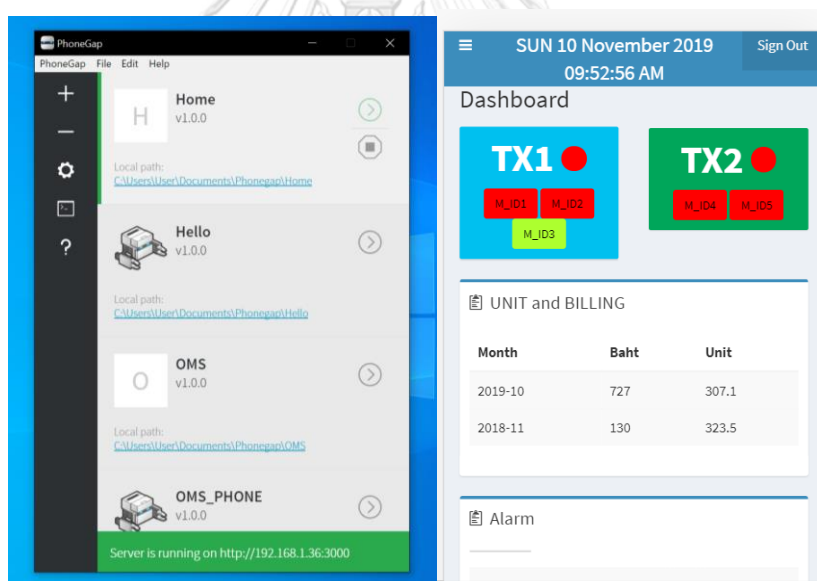 PhoneGap
PhoneGap File Edit Help
H
Home
v1.0.0
Local path:
C:\Users\User\Documents\Phonegap\Home
Hello
v1.0.0
Local path:
C:\Users\User\Documents\Phonegap\Hello
O
OMS
v1.0.0
Local path:
C:\Users\User\Documents\Phonegap\OMS
OMS_PHONE
v1.0.0
Server is running on http://192.168.1.36:3000
SUN 10 November 2019 Sign Out
09:52:56 AM
Dashboard
TX1
M_ID1 M_ID2
M_ID3
TX2
M_ID4 M_ID5
UNIT and BILLING
Month Baht Unit
2019-10 727 307.1
2018-11 130 323.5
Alarm